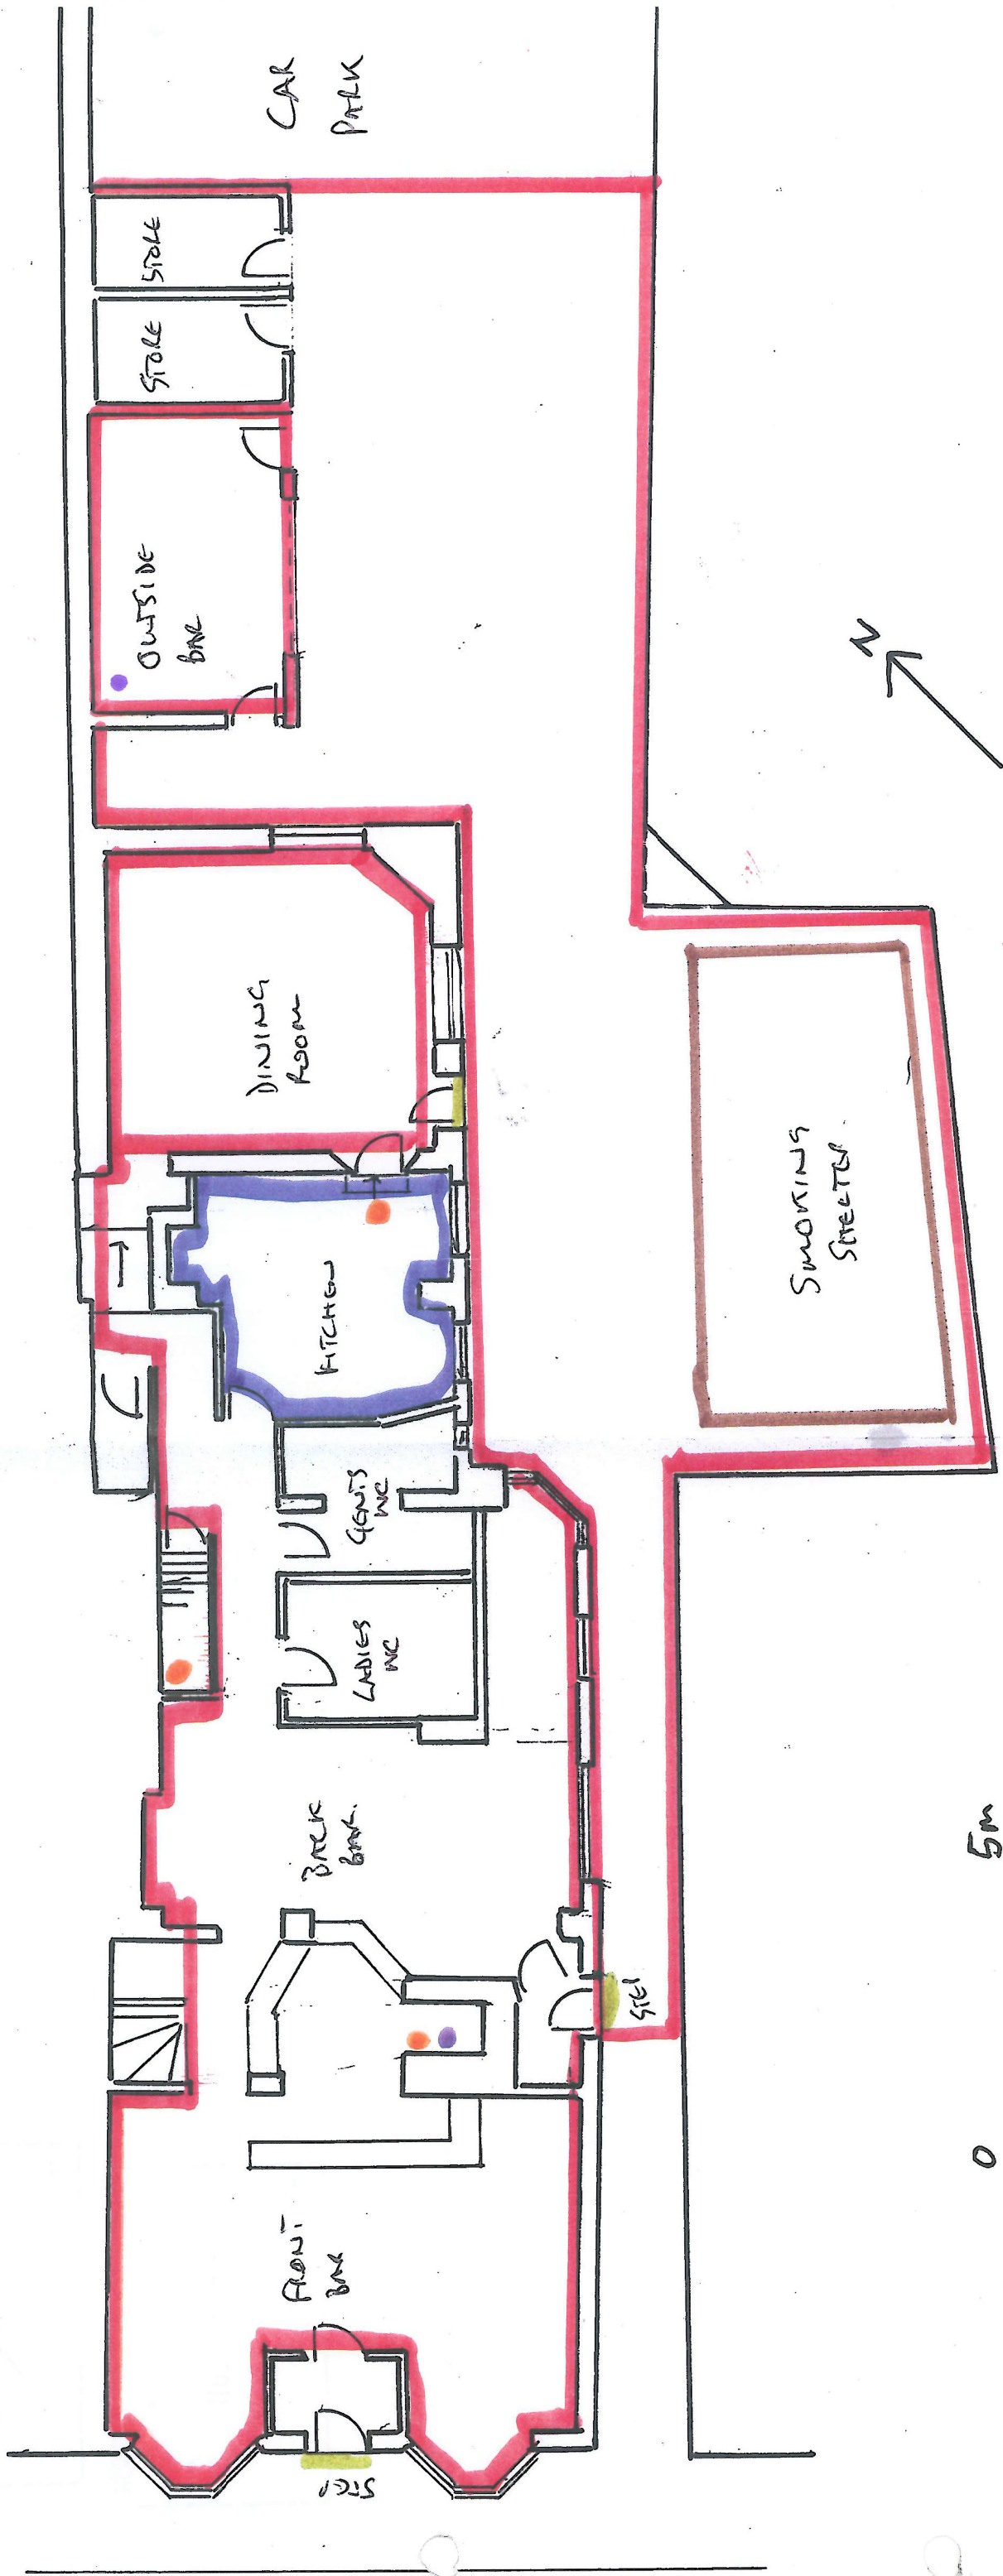 CAR
PARK
STORE
STORE
OUTSIDE
BAR
N
DINING
ROOM
SMOKING
SHELTER.
KITCHEN
GENTS
WC
LADIES
WC
BACK
BAR.
STEP
FRONT
BAR
STEP
0
5m